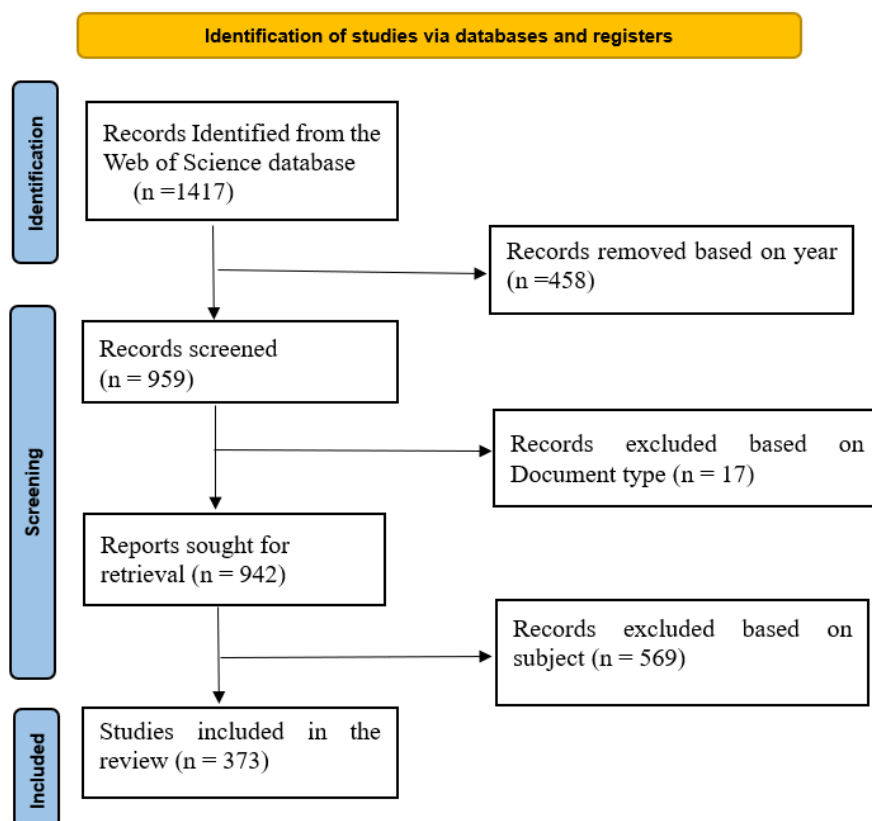 Identification of studies via databases and registers
Identification
Records Identified from the
Web of Science database
(n =1417)
Records removed based on year
(n =458)
Screening
Records screened
(n = 959)
Records excluded based on
Document type (n = 17)
Reports sought for
retrieval (n = 942)
Records excluded based on
subject (n = 569)
Included
Studies included in the
review (n = 373)